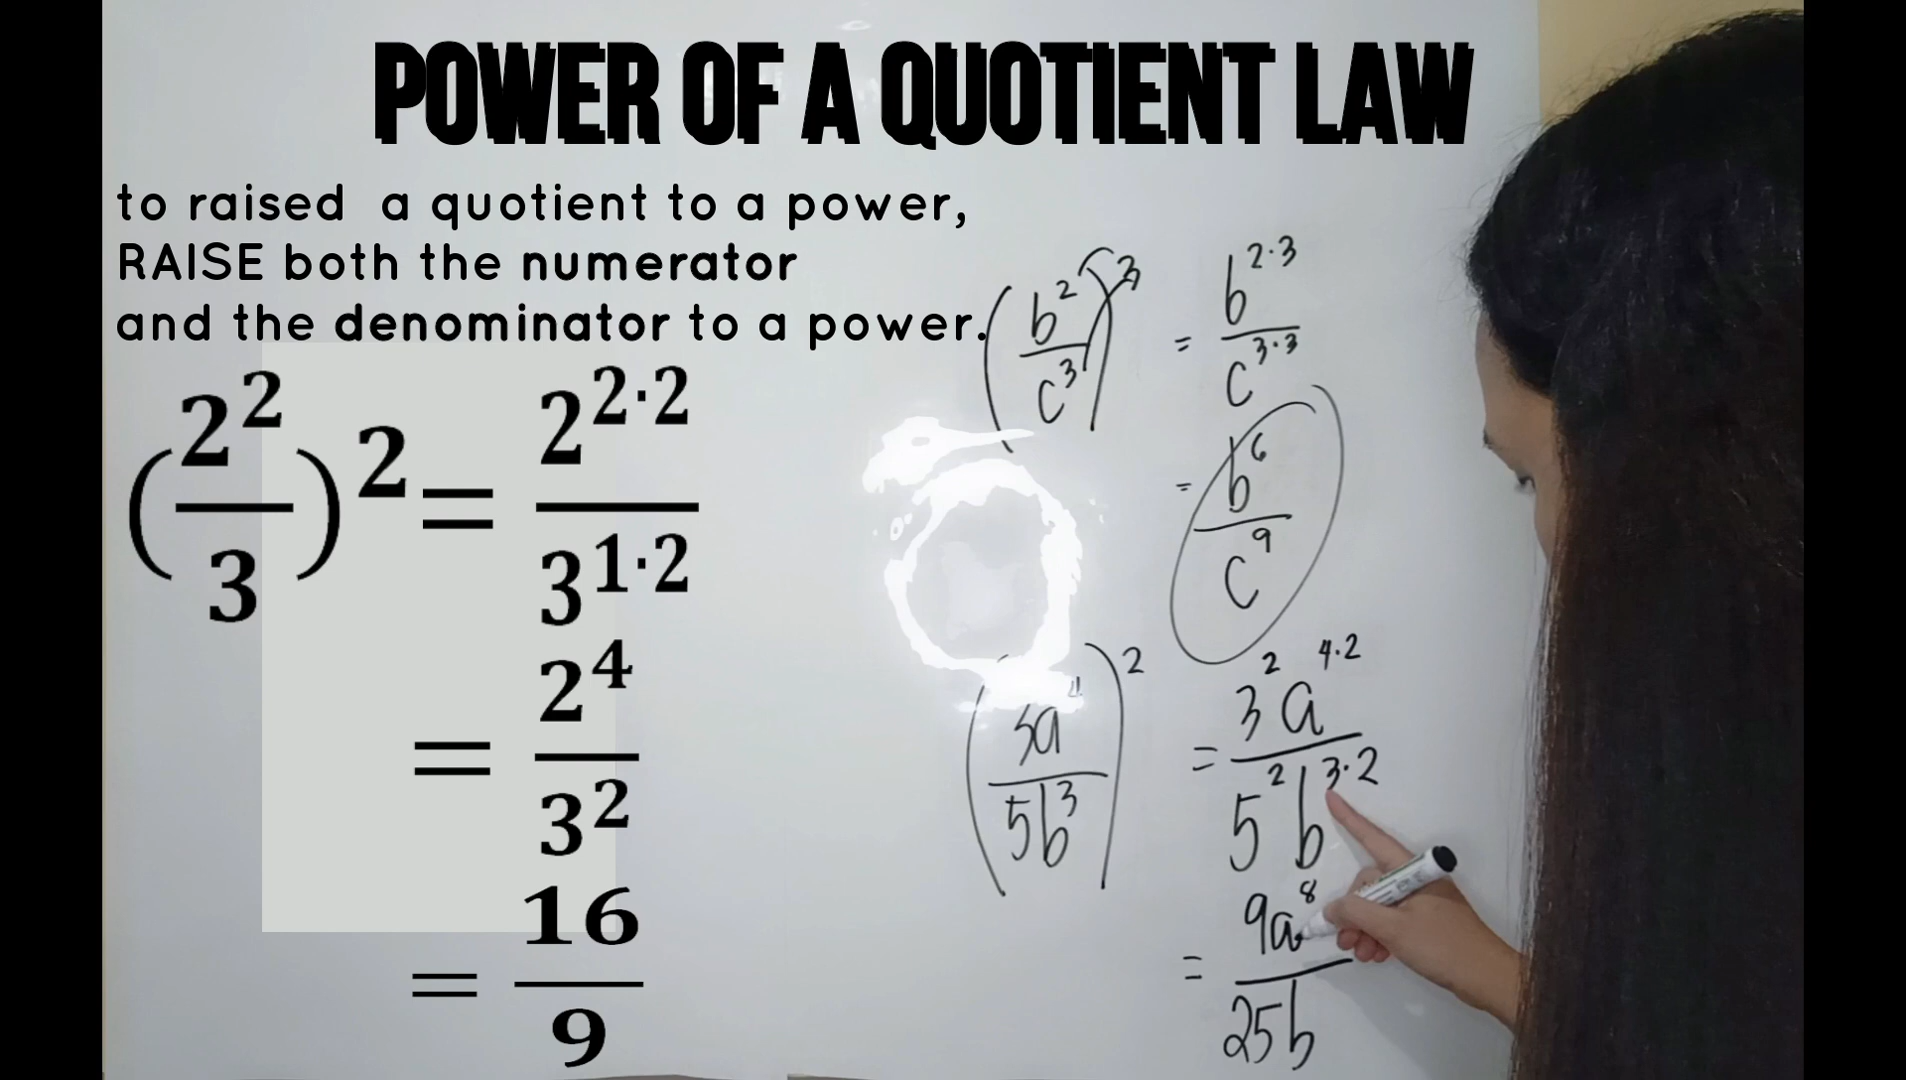 POWER OF A QUOTIENT LAW
to raised a quotient to a power,
RAISE both the numerator
and the denominator to a power.
(2²/3)² = 2^(2·2)/3^(1·2)
= 2⁴/3²
= 16/9
(b²/c³)³ = b^(2·3)/c^(3·3)
= b⁶/c⁹
(3a⁴/5b³)² = 3²a^(4·2)/5²b^(3·2)
= 9a⁸/25b